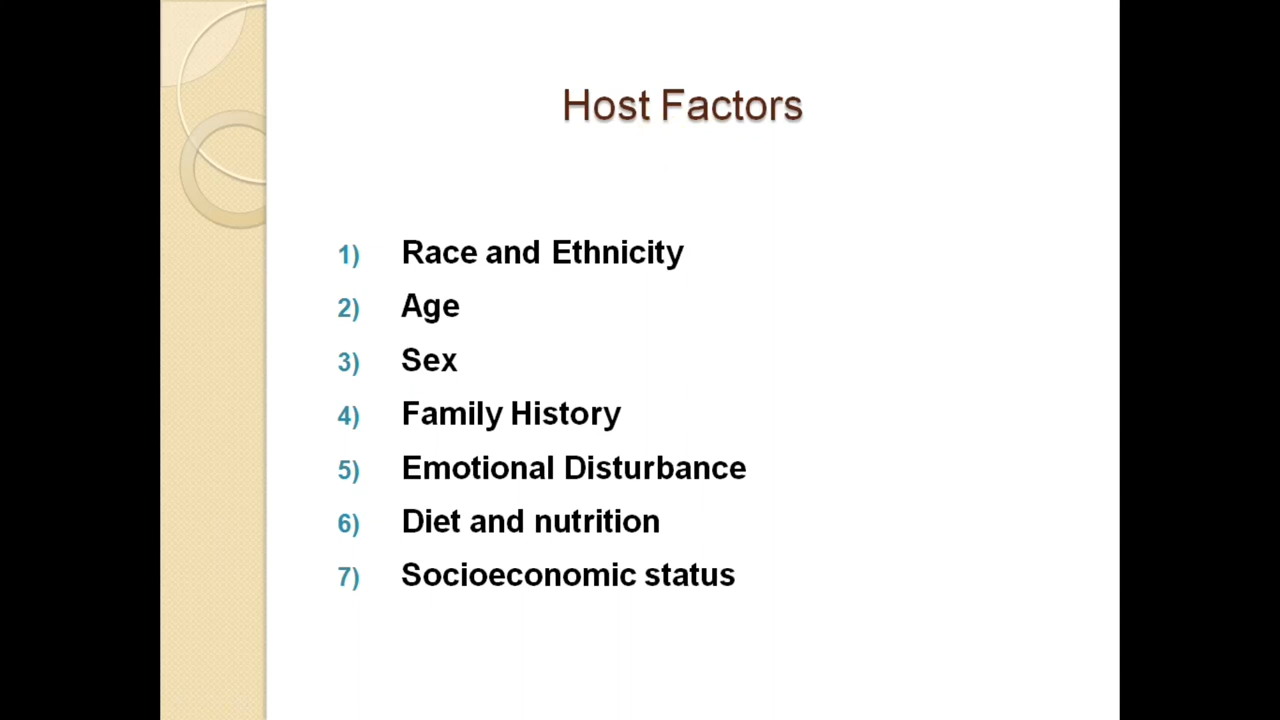 Host Factors
1) Race and Ethnicity
2) Age
3) Sex
4) Family History
5) Emotional Disturbance
6) Diet and nutrition
7) Socioeconomic status